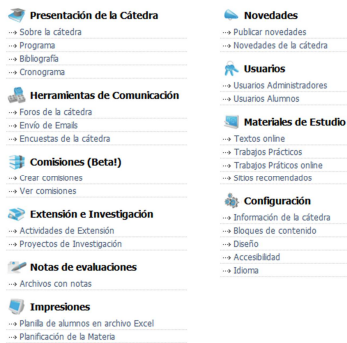 Presentación de la Cátedra
Sobre la cátedra
Programa
Bibliografía
Cronograma
Herramientas de Comunicación
Foros de la cátedra
Envío de Emails
Encuestas de la cátedra
Comisiones (Beta!)
Crear comisiones
Ver comisiones
Extensión e Investigación
Actividades de Extensión
Proyectos de Investigación
Notas de evaluaciones
Archivos con notas
Impresiones
Planilla de alumnos en archivo Excel
Planificación de la Materia
Novedades
Publicar novedades
Novedades de la cátedra
Usuarios
Usuarios Administradores
Usuarios Alumnos
Materiales de Estudio
Textos online
Trabajos Prácticos
Trabajos Práticos online
Sitios recomendados
Configuración
Información de la cátedra
Bloques de contenido
Diseño
Accesibilidad
Idioma